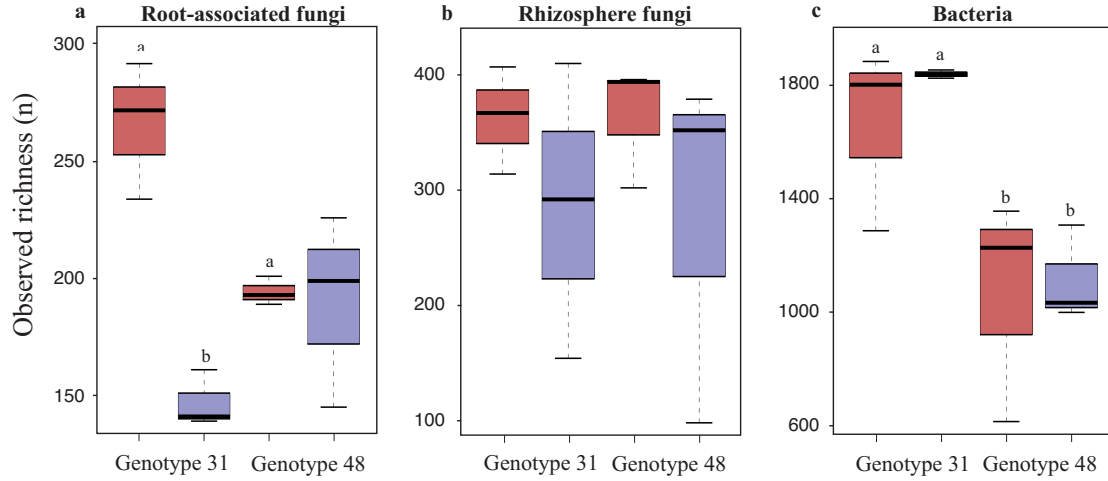 a Root-associated fungi
Observed richness (n)
300
250
200
150
a
b
a
Genotype 31 Genotype 48
b Rhizosphere fungi
400
300
200
100
Genotype 31 Genotype 48
c Bacteria
1800
1400
1000
600
a a
b b
Genotype 31 Genotype 48